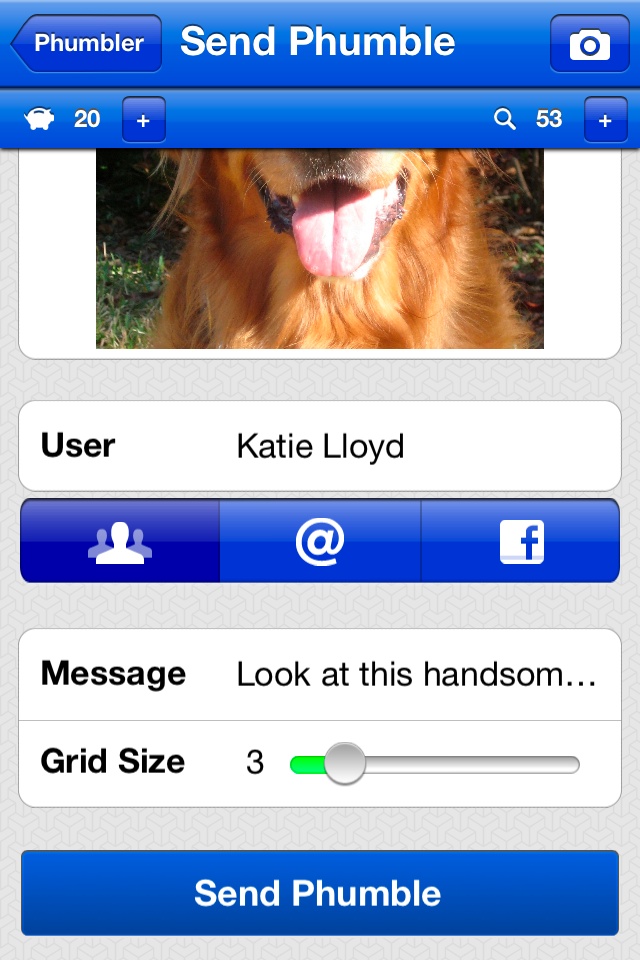 Phumbler
Send Phumble
20
+
53
+
User
Katie Lloyd
@
f
Message
Look at this handsom...
Grid Size
3
Send Phumble